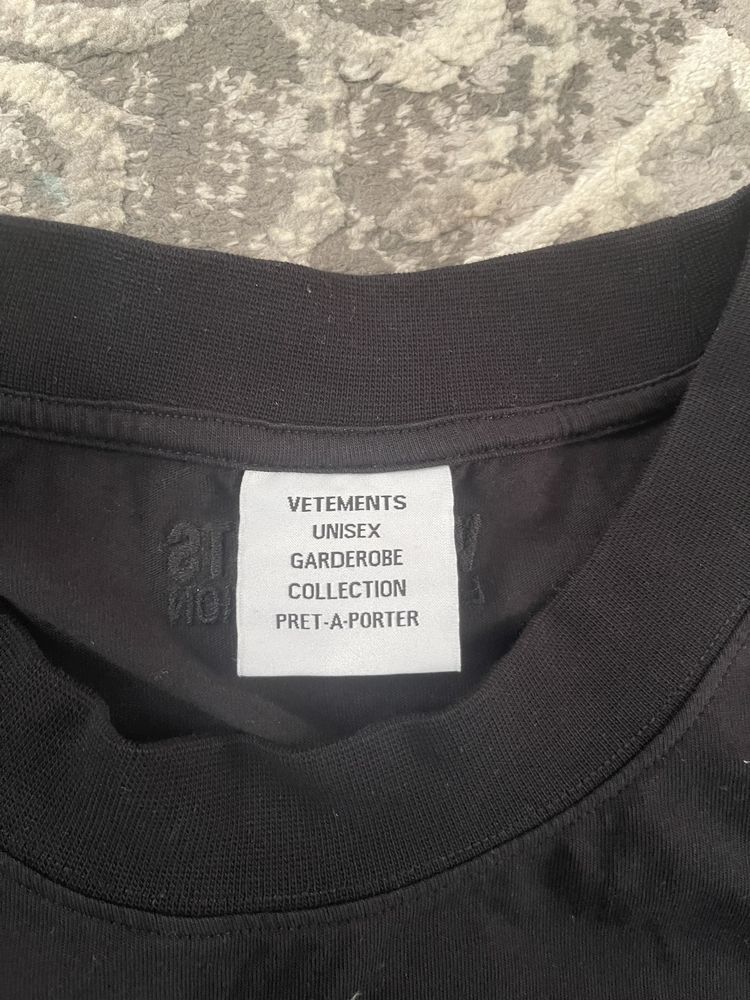 VETEMENTS
UNISEX
GARDEROBE
COLLECTION
PRET-A-PORTER